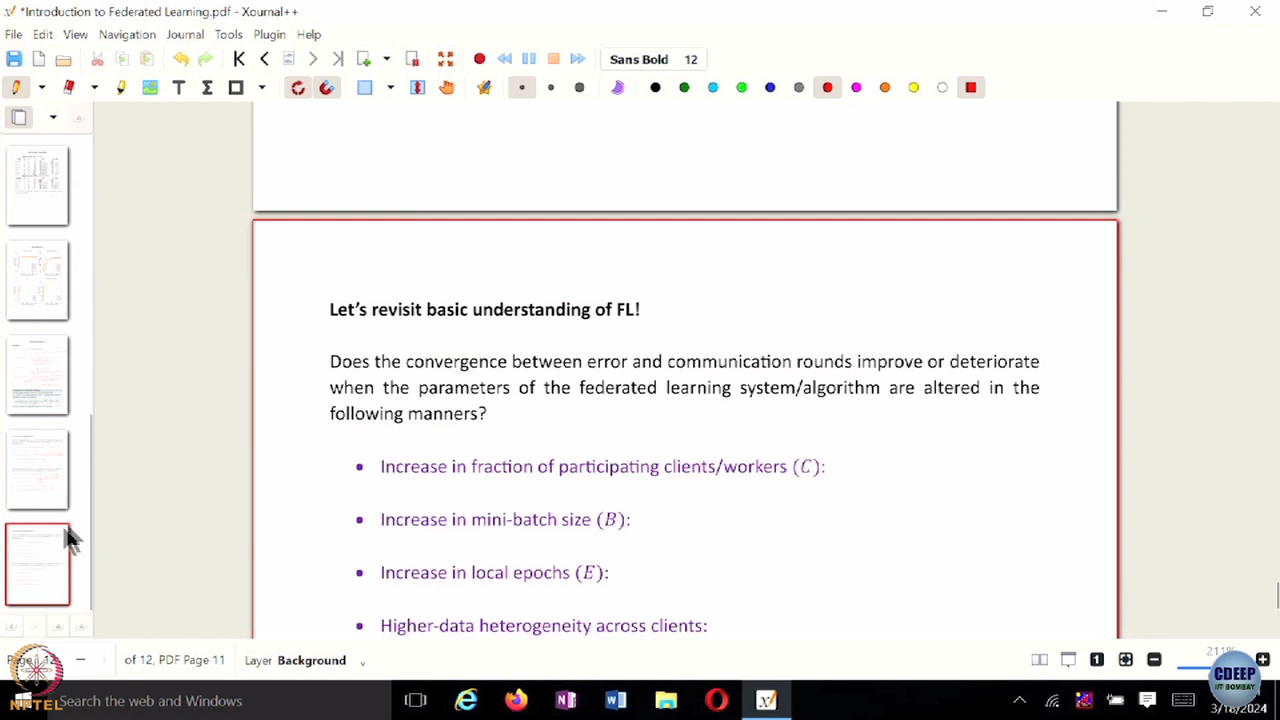 *Introduction to Federated Learning.pdf - Xournal++
File Edit View Navigation Journal Tools Plugin Help
Sans Bold 12
Let's revisit basic understanding of FL!
Does the convergence between error and communication rounds improve or deteriorate
when the parameters of the federated learning system/algorithm are altered in the
following manners?
• Increase in fraction of participating clients/workers (C):
• Increase in mini-batch size (B):
• Increase in local epochs (E):
• Higher-data heterogeneity across clients:
of 12, PDF Page 11 Layer Background
211%
NPTEL
Search the web and Windows
CDEEP
IIT BOMBAY
3/18/2024